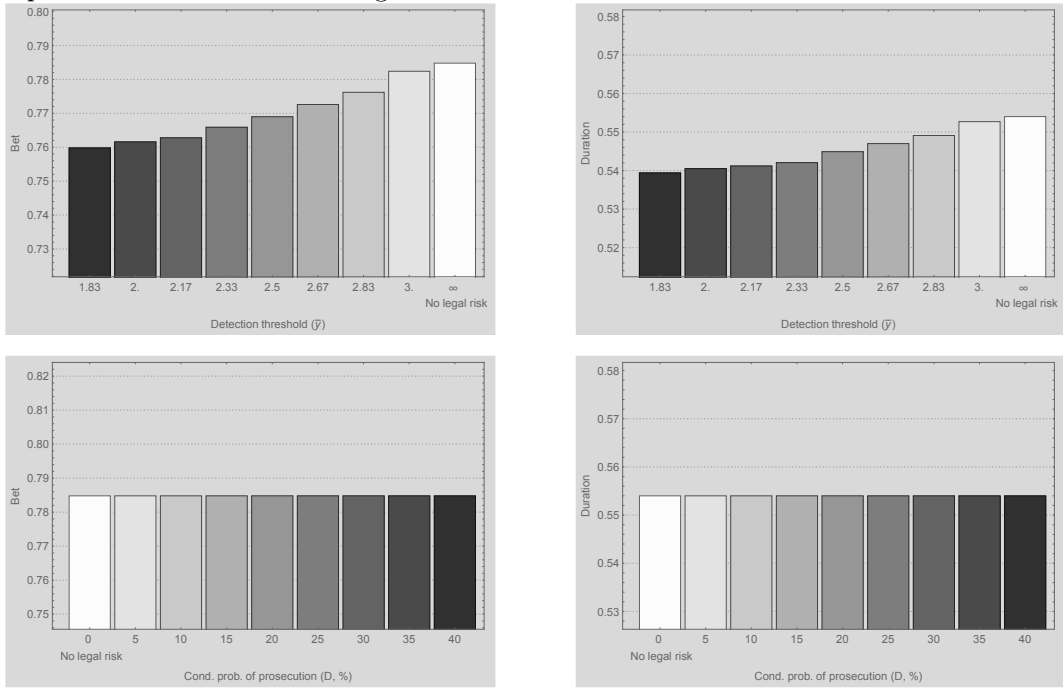 0.80
0.79
0.78
0.77
0.76
0.75
0.74
0.73
Bet
1.83 2. 2.17 2.33 2.5 2.67 2.83 3. ∞
No legal risk
Detection threshold (y̅)
0.58
0.57
0.56
0.55
0.54
0.53
0.52
Duration
1.83 2. 2.17 2.33 2.5 2.67 2.83 3. ∞
No legal risk
Detection threshold (y̅)
0.82
0.81
0.80
0.79
0.78
0.77
0.76
0.75
Bet
0 5 10 15 20 25 30 35 40
No legal risk
Cond. prob. of prosecution (D, %)
0.58
0.57
0.56
0.55
0.54
0.53
Duration
0 5 10 15 20 25 30 35 40
No legal risk
Cond. prob. of prosecution (D, %)